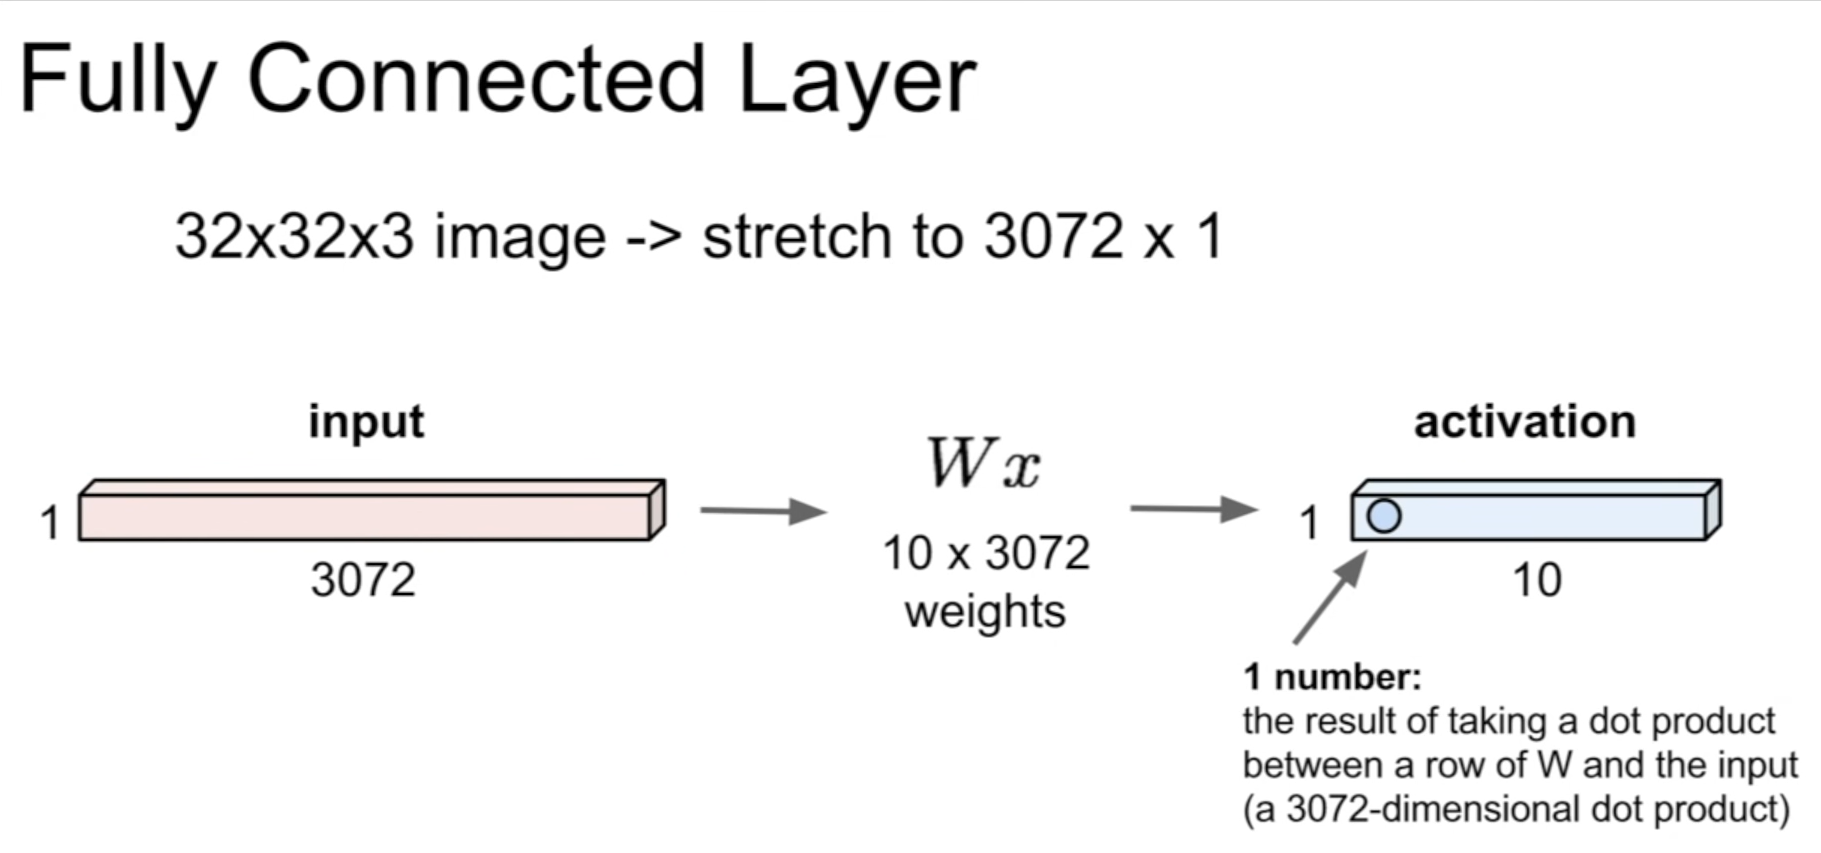 Fully Connected Layer
32x32x3 image -> stretch to 3072 x 1
input
1
3072
Wx
10 x 3072
weights
activation
1
10
1 number:
the result of taking a dot product
between a row of W and the input
(a 3072-dimensional dot product)